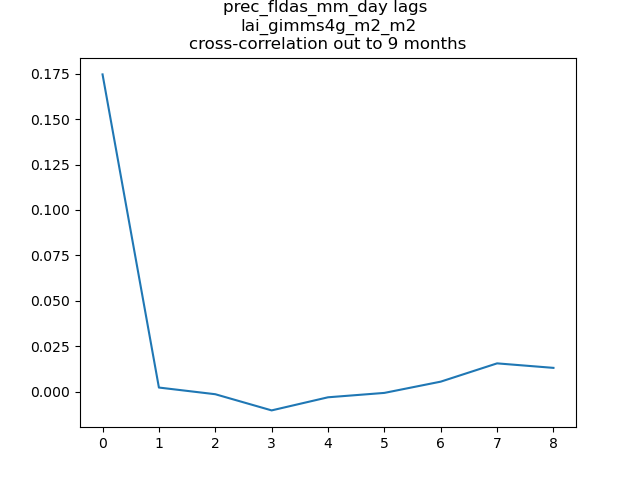 prec_fldas_mm_day lags
lai_gimms4g_m2_m2
cross-correlation out to 9 months
0.175
0.150
0.125
0.100
0.075
0.050
0.025
0.000
0 1 2 3 4 5 6 7 8